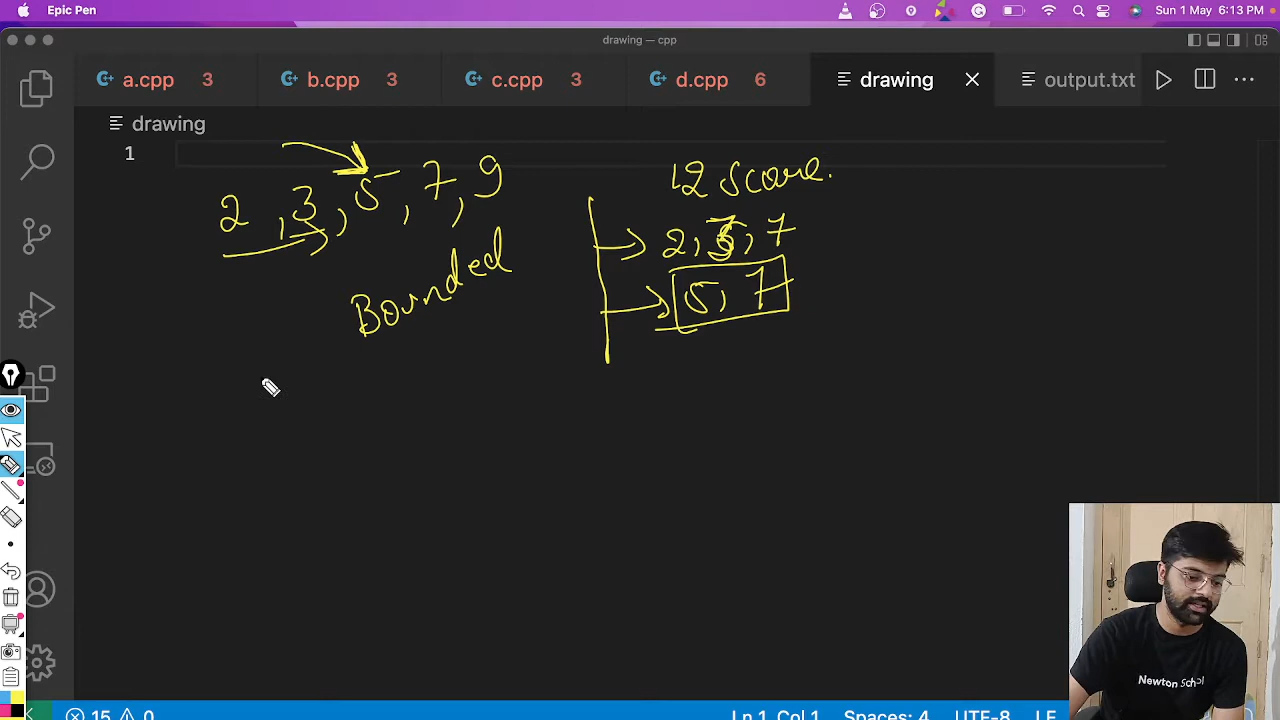 Epic Pen
Sun 1 May 6:13 PM
drawing — cpp
a.cpp 3
b.cpp 3
c.cpp 3
d.cpp 6
drawing
output.txt
drawing
1
2, 3, 5, 7, 9
Bounded
12 Score.
2, 3, 7
5, 7
Newton School
15 0
Ln 1, Col 1
Spaces: 4
UTF-8
LF